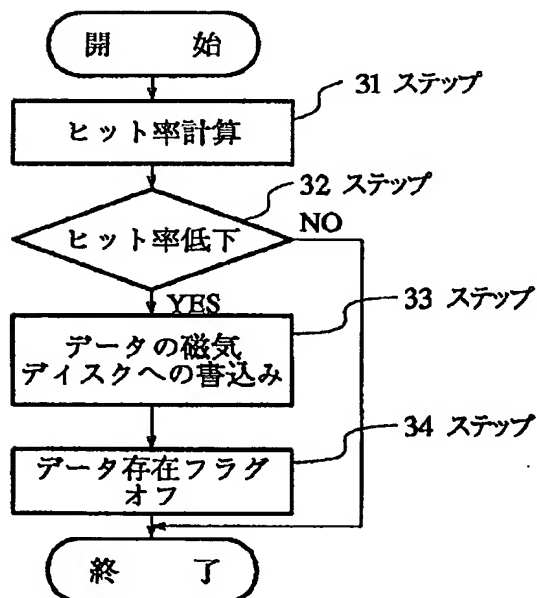 開 始
31 ステップ
ヒット率計算
32 ステップ
ヒット率低下
NO
YES
33 ステップ
データの磁気
ディスクへの書込み
34 ステップ
データ存在フラグ
オフ
終 了